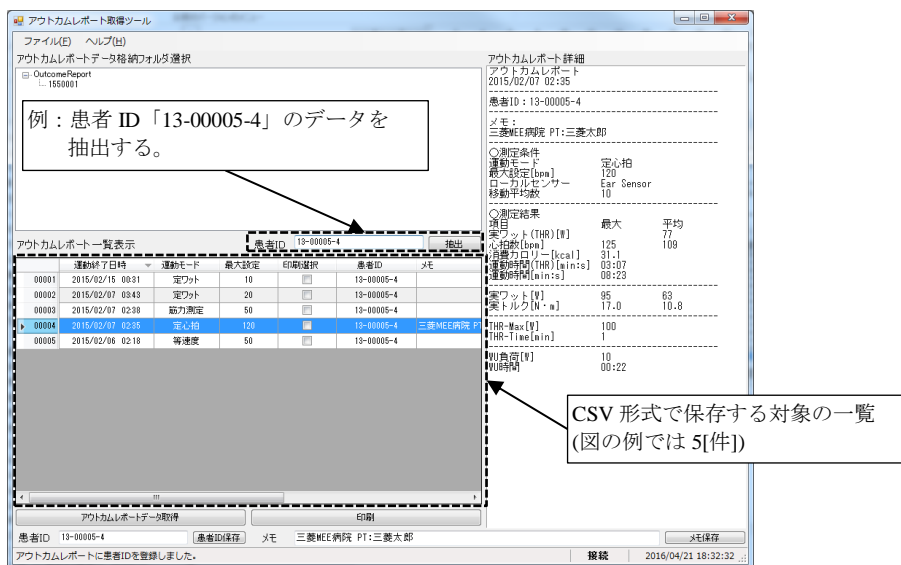 アウトカムレポート取得ツール
ファイル(F) ヘルプ(H)
アウトカムレポートデータ格納フォルダ選択
OutcomeReport
1550001
例：患者 ID「13-00005-4」のデータを
抽出する。
アウトカムレポート一覧表示 患者ID 13-00005-4 抽出
運動終了日時 運動モード 最大設定 印刷選択 患者ID メモ
00001 2015/02/15 08:31 定ワット 10 13-00005-4
00002 2015/02/07 03:43 定ワット 20 13-00005-4
00003 2015/02/07 02:38 筋力測定 50 13-00005-4
00004 2015/02/07 02:35 定心拍 120 13-00005-4 三菱MEE病院 PT
00005 2015/02/06 02:18 等速度 50 13-00005-4
アウトカムレポートデータ取得 印刷
患者ID 13-00005-4 患者ID保存 メモ 三菱MEE病院 PT:三菱太郎 メモ保存
アウトカムレポートに患者IDを登録しました。 接続 2016/04/21 18:32:32
アウトカムレポート詳細
アウトカムレポート
2015/02/07 02:35
患者ID：13-00005-4
メモ：
三菱MEE病院 PT:三菱太郎
○測定条件
運動モード 定心拍
最大設定[bpm] 120
ローカルセンサー Ear Sensor
移動平均数 10
○測定結果
項目 最大 平均
実ワット(THR)[W] 77
心拍数[bpm] 125 109
消費カロリー[kcal] 31.1
運動時間(THR)[min:s] 03:07
運動時間[min:s] 08:23
実ワット[W] 95 63
実トルク[N・m] 17.0 10.8
THR-Max[W] 100
THR-Time[min] 1
WU負荷[W] 10
WU時間 00:22
CSV 形式で保存する対象の一覧
(図の例では 5[件])